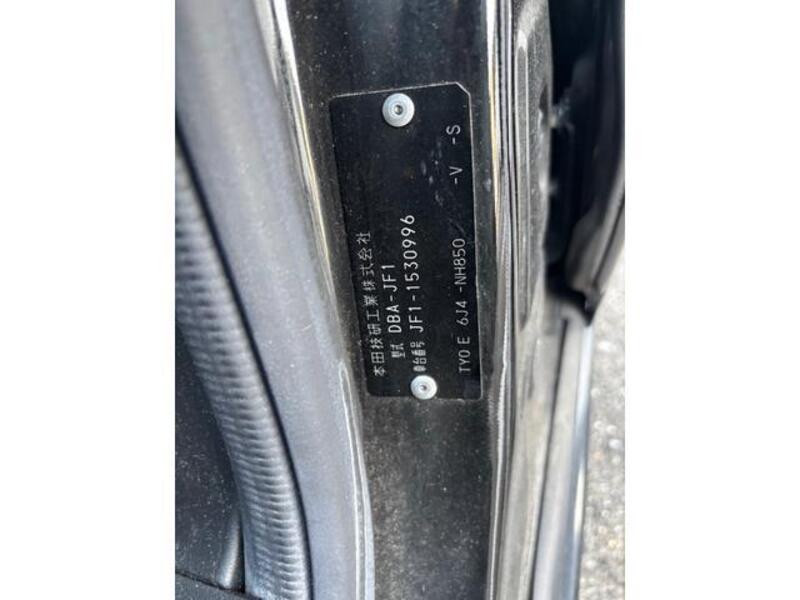 本田技研工業株式会社
型式 DBA-JF1
車台番号 JF1-1530996
TY0 E 6J4 -NH850 -V -S